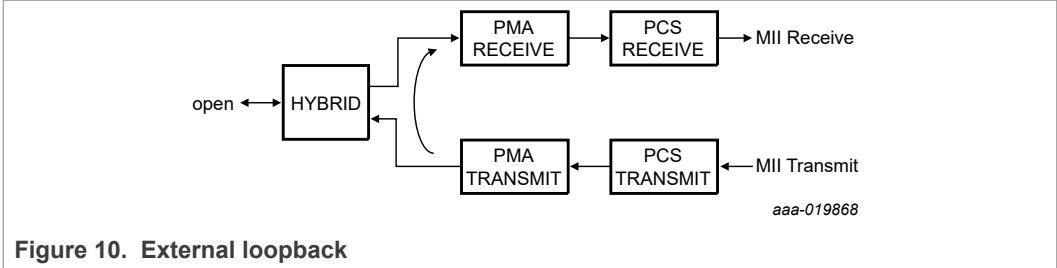 PMA
RECEIVE
PCS
RECEIVE
MII Receive
open
HYBRID
PMA
TRANSMIT
PCS
TRANSMIT
MII Transmit
aaa-019868
Figure 10. External loopback